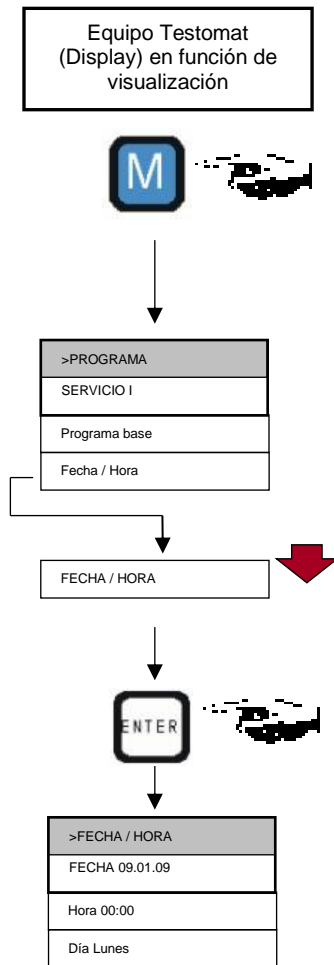 Equipo Testomat
(Display) en función de
visualización
M
>PROGRAMA
SERVICIO I
Programa base
Fecha / Hora
FECHA / HORA
ENTER
>FECHA / HORA
FECHA 09.01.09
Hora 00:00
Día Lunes